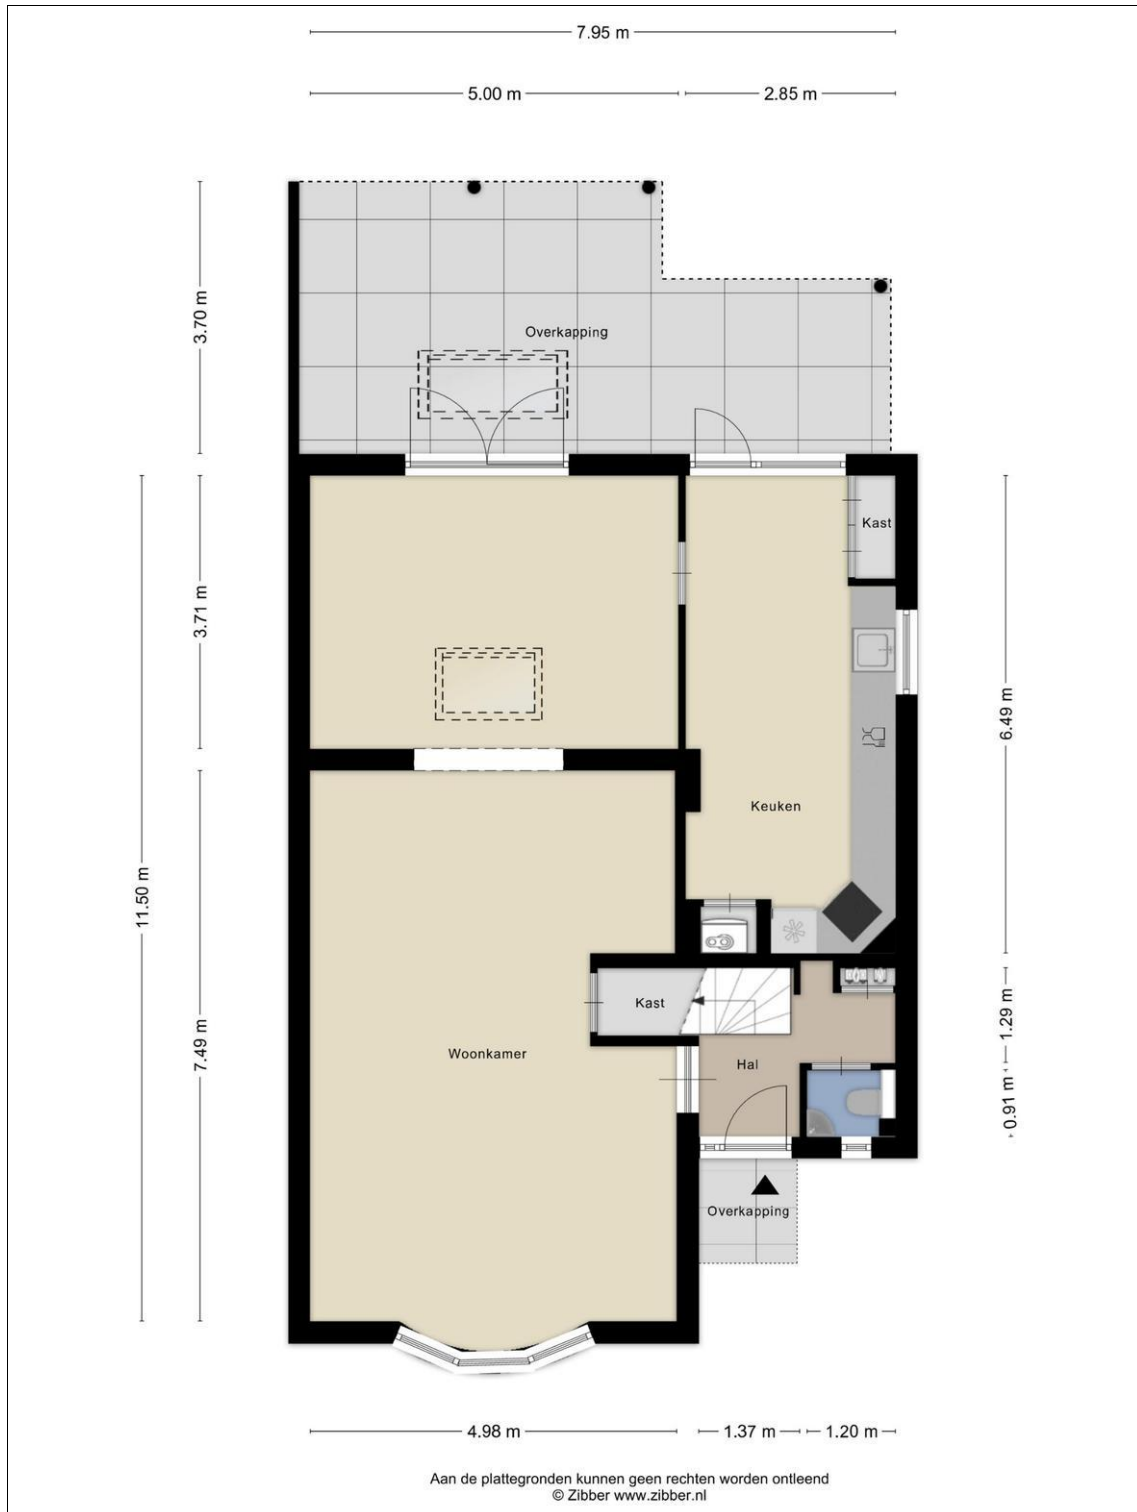 7.95 m
5.00 m
2.85 m
3.70 m
Overkapping
3.71 m
Kast
6.49 m
Keuken
11.50 m
7.49 m
Kast
1.29 m
Woonkamer
Hal
0.91 m
Overkapping
4.98 m
1.37 m
1.20 m
Aan de plattegronden kunnen geen rechten worden ontleend
© Zibber www.zibber.nl